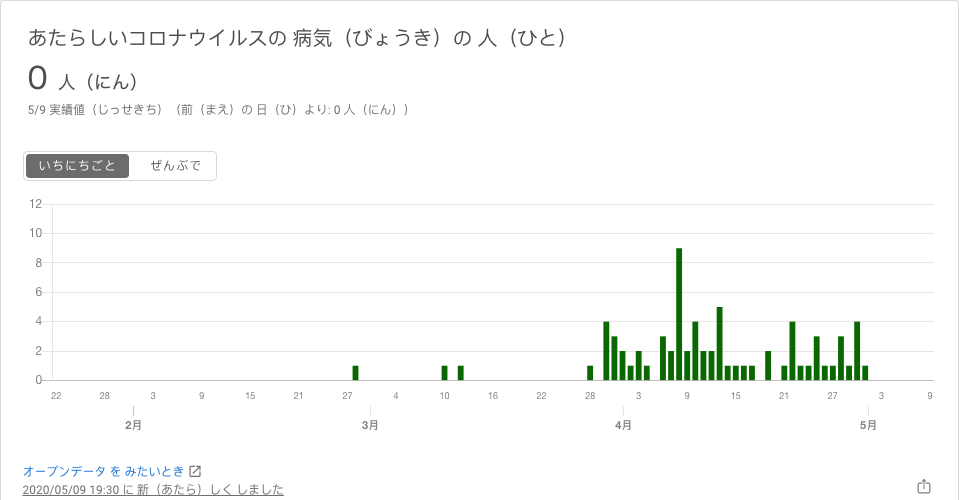 あたらしいコロナウイルスの 病気（びょうき）の 人（ひと）
0 人（にん）
5/9 実績値（じっせきち）（前（まえ）の 日（ひ）より: 0 人（にん））
いちにちごと ぜんぶで
12
10
8
6
4
2
0
22 28 3 9 15 21 27 4 10 16 22 28 3 9 15 21 27 3 9
2月 3月 4月 5月
オープンデータ を みたいとき
2020/05/09 19:30 に 新（あたら）しく しました